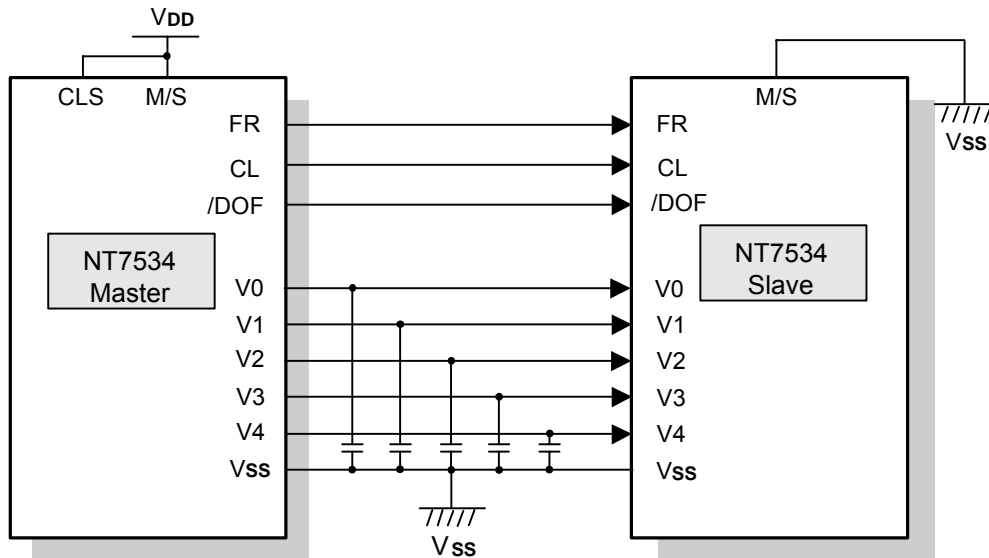 VDD
CLS M/S
FR
CL
/DOF
NT7534
Master
V0
V1
V2
V3
V4
Vss
Vss
M/S
Vss
FR
CL
/DOF
NT7534
Slave
V0
V1
V2
V3
V4
Vss